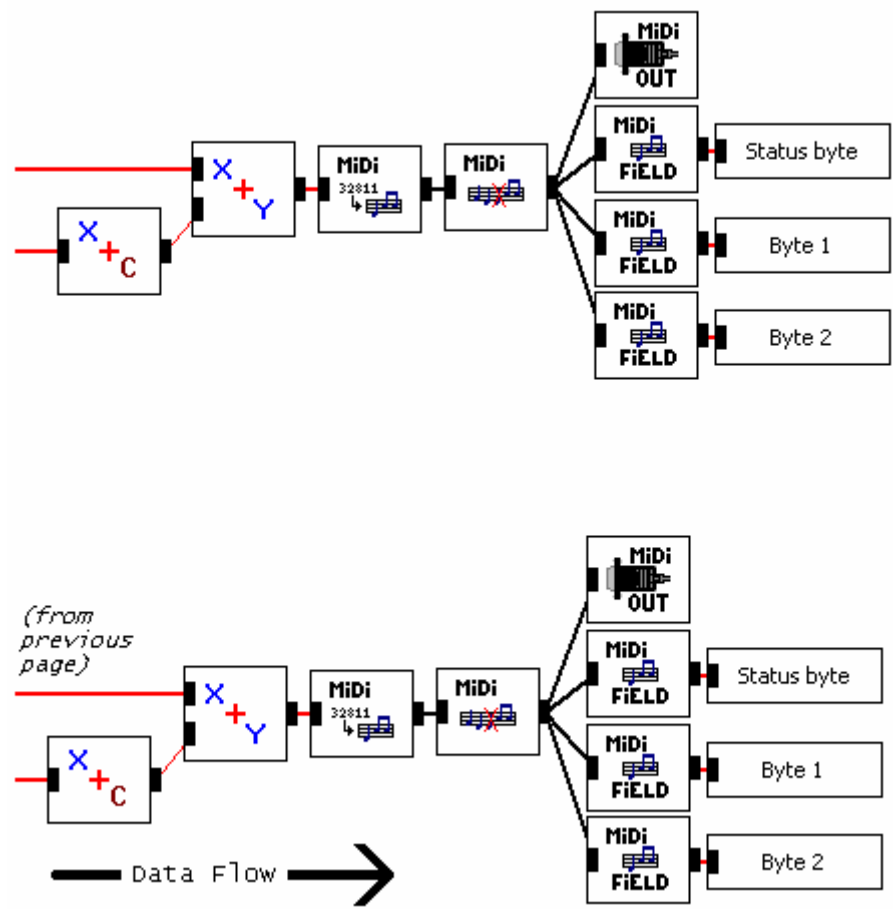 MiDi
OUT
MiDi
FiELD
Status byte
X
+
Y
MiDi
32811
MiDi
X
+
C
MiDi
FiELD
Byte 1
MiDi
FiELD
Byte 2
MiDi
OUT
(from
previous
page)
MiDi
FiELD
Status byte
X
+
Y
MiDi
32811
MiDi
X
+
C
MiDi
FiELD
Byte 1
MiDi
FiELD
Byte 2
Data Flow